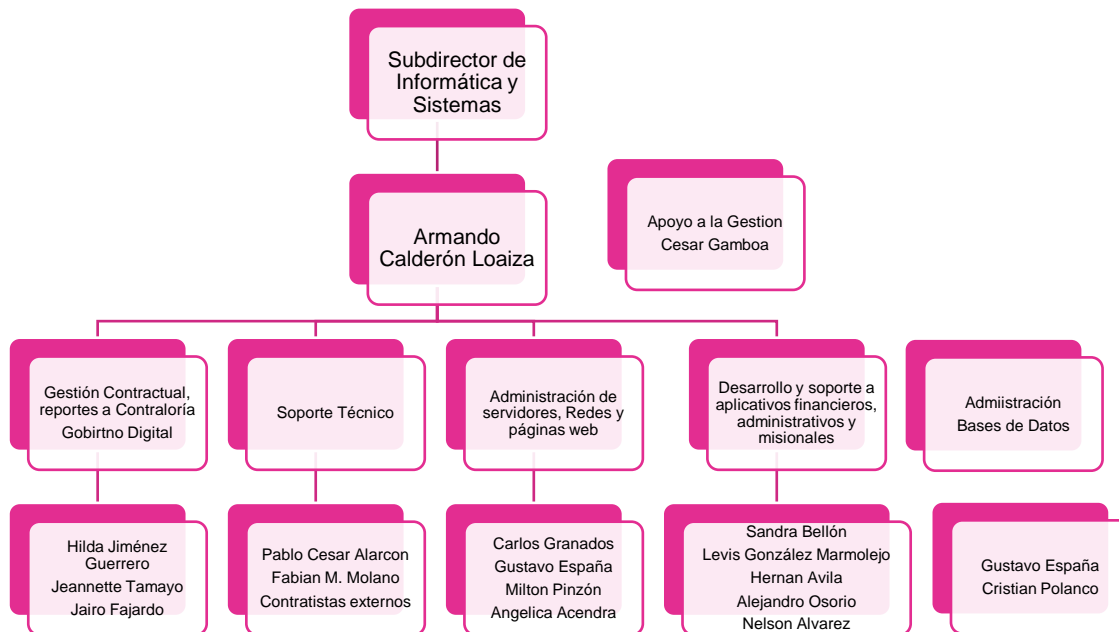 Subdirector de
Informática y
Sistemas
Armando
Calderón Loaiza
Apoyo a la Gestion
Cesar Gamboa
Gestión Contractual,
reportes a Contraloría
Gobirtno Digital
Soporte Técnico
Administración de
servidores, Redes y
páginas web
Desarrollo y soporte a
aplicativos financieros,
administrativos y
misionales
Admiistración
Bases de Datos
Hilda Jiménez
Guerrero
Jeannette Tamayo
Jairo Fajardo
Pablo Cesar Alarcon
Fabian M. Molano
Contratistas externos
Carlos Granados
Gustavo España
Milton Pinzón
Angelica Acendra
Sandra Bellón
Levis González Marmolejo
Hernan Avila
Alejandro Osorio
Nelson Alvarez
Gustavo España
Cristian Polanco